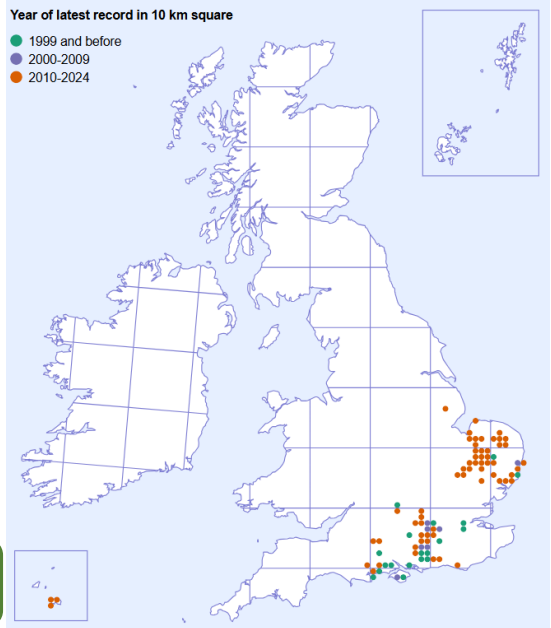 Year of latest record in 10 km square
1999 and before
2000-2009
2010-2024